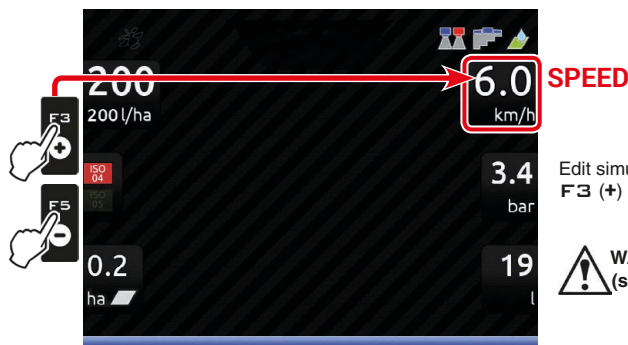 200
200 l/ha
6.0
km/h
SPEED
F3
+
ISO
04
ISO
05
3.4
bar
Edit simu
F3 (+)
F5
-
0.2
ha
19
l
WA
(s